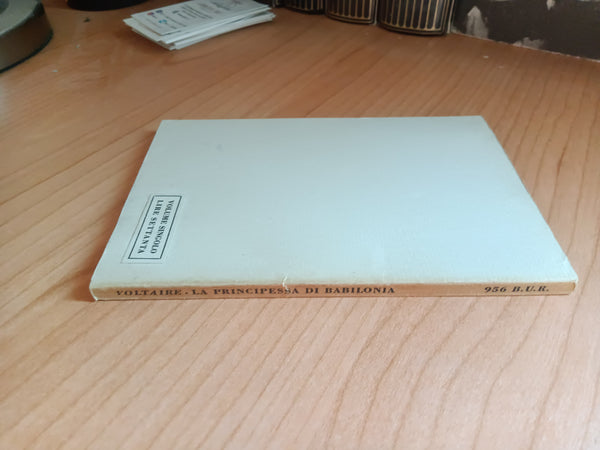 VOLUME SINGOLO
LIRE SETTANTA
VOLTAIRE - LA PRINCIPESSA DI BABILONIA 956 B.U.R.